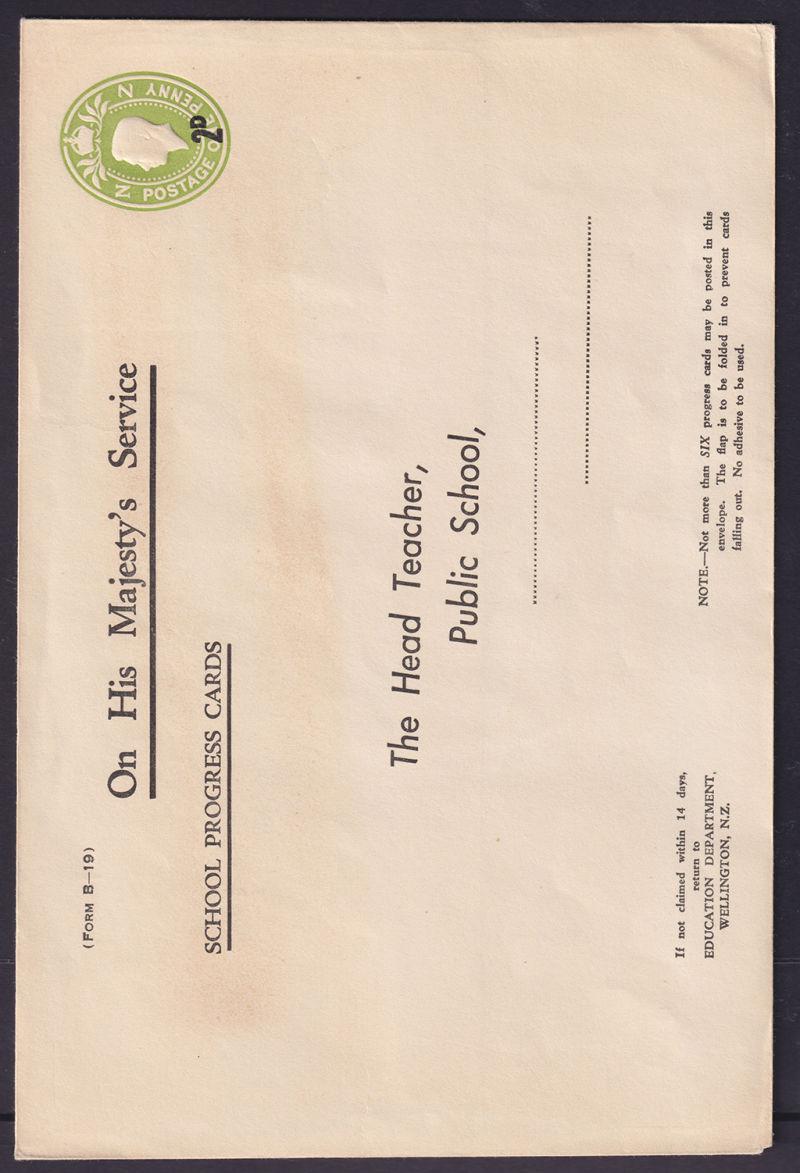 (FORM B—19)
On His Majesty's Service
N Z POSTAGE ONE PENNY
2D
SCHOOL PROGRESS CARDS
The Head Teacher,
Public School,
If not claimed within 14 days,
return to
EDUCATION DEPARTMENT,
WELLINGTON, N.Z.
NOTE.—Not more than SIX progress cards may be posted in this
envelope. The flap is to be folded in to prevent cards
falling out. No adhesive to be used.